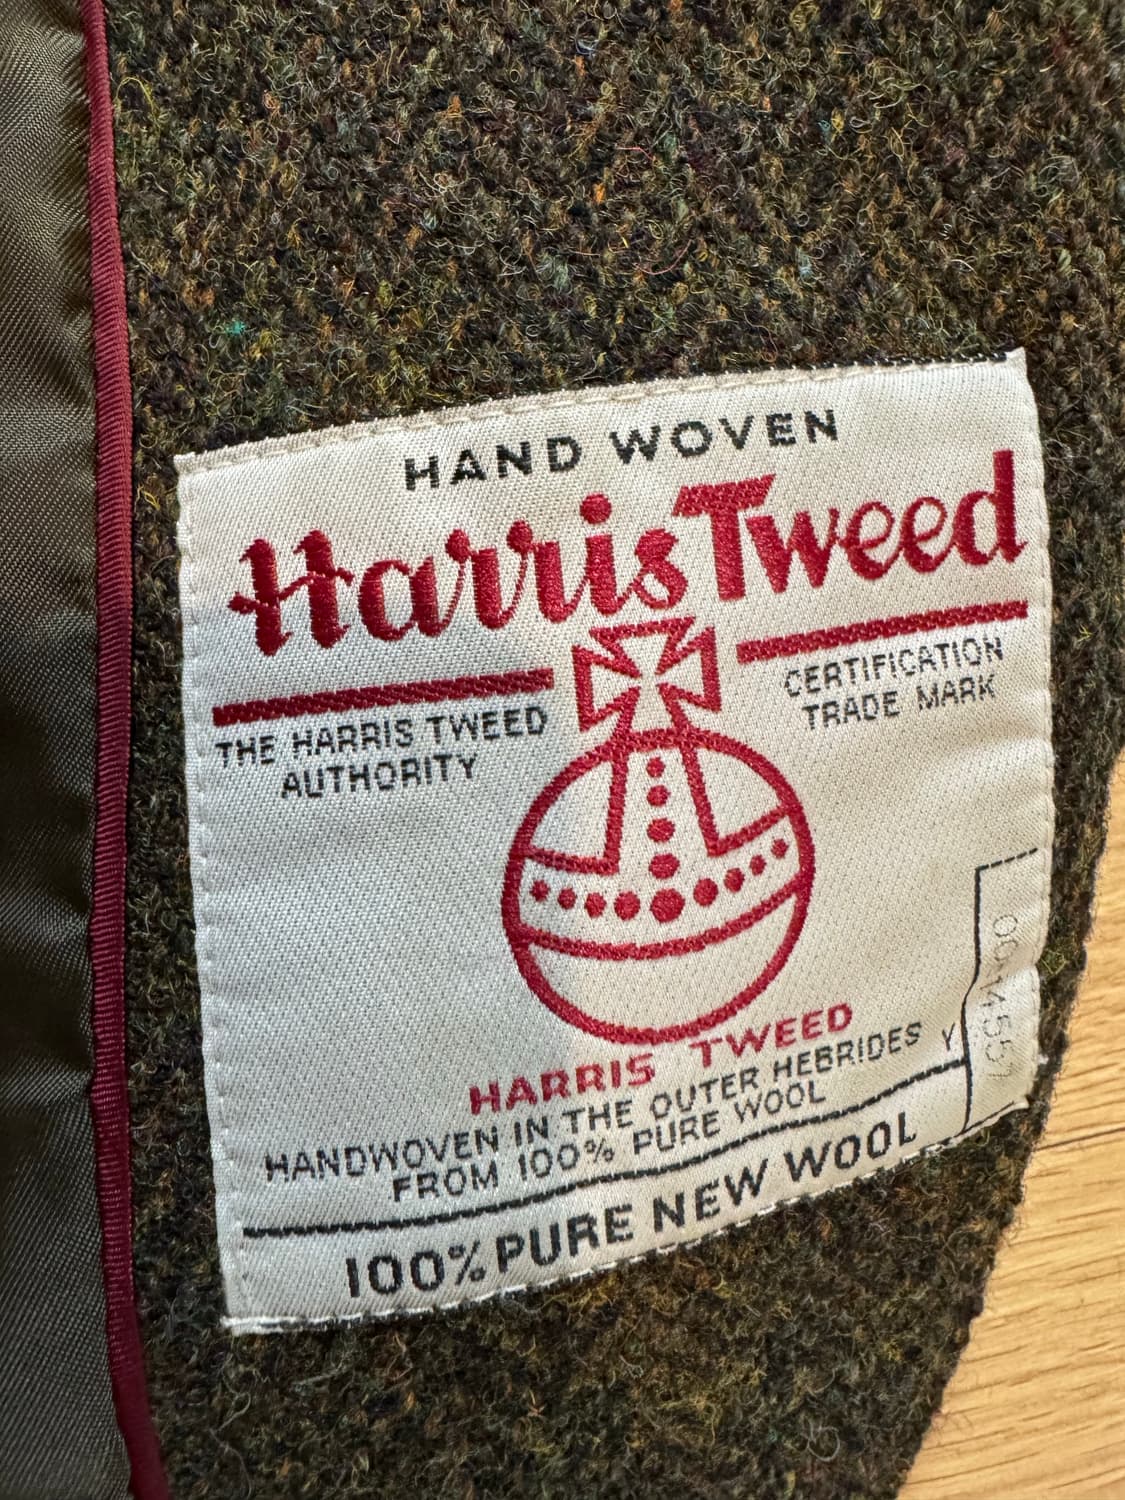 HAND WOVEN
Harris Tweed
THE HARRIS TWEED
AUTHORITY
CERTIFICATION
TRADE MARK
HARRIS TWEED
HANDWOVEN IN THE OUTER HEBRIDES Y
FROM 100% PURE WOOL
100% PURE NEW WOOL